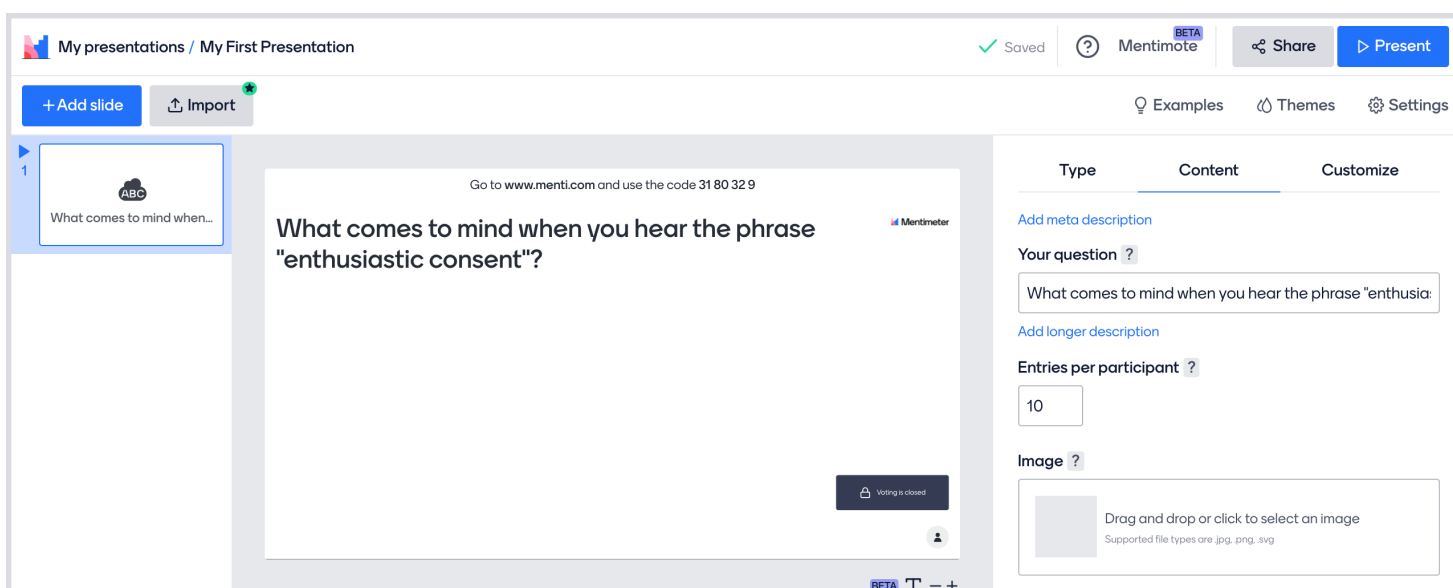 My presentations / My First Presentation
Saved
Mentimote
BETA
Share
Present
+ Add slide
Import
Examples
Themes
Settings
1
ABC
What comes to mind when...
Go to www.menti.com and use the code 31 80 32 9
What comes to mind when you hear the phrase
"enthusiastic consent"?
Mentimeter
Voting is closed
BETA T − +
Type
Content
Customize
Add meta description
Your question ?
What comes to mind when you hear the phrase "enthusia
Add longer description
Entries per participant ?
10
Image ?
Drag and drop or click to select an image
Supported file types are .jpg, .png, .svg